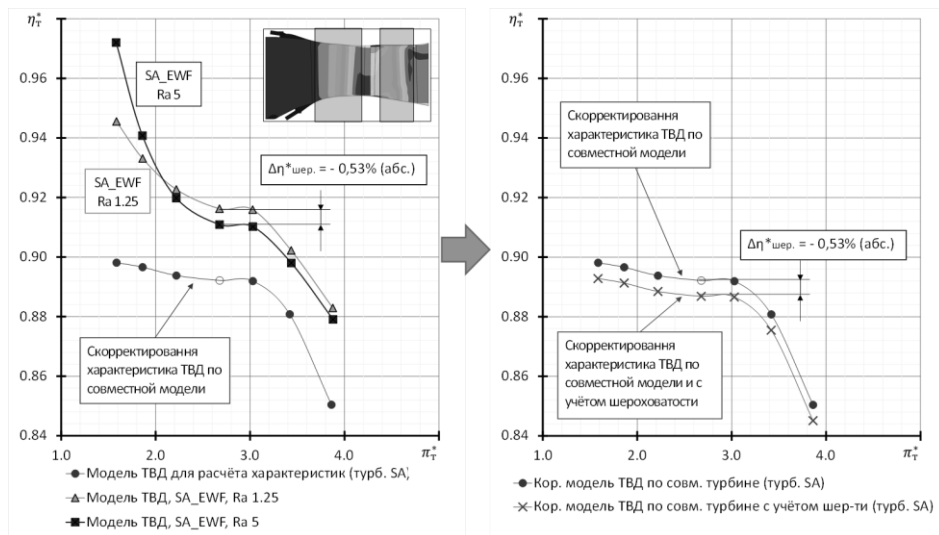 η*т
0.96
0.94
0.92
0.90
0.88
0.86
0.84
1.0
2.0
3.0
4.0
π*т
SA_EWF
Ra 5
SA_EWF
Ra 1.25
Δη*шер. = - 0,53% (абс.)
Скорректировання
характеристика ТВД по
совместной модели
Модель ТВД для расчёта характеристик (турб. SA)
Модель ТВД, SA_EWF, Ra 1.25
Модель ТВД, SA_EWF, Ra 5
η*т
0.96
0.94
0.92
0.90
0.88
0.86
0.84
1.0
2.0
3.0
4.0
π*т
Скорректировання
характеристика ТВД по
совместной модели
Δη*шер. = - 0,53% (абс.)
Скорректировання
характеристика ТВД по
совместной модели и с
учётом шероховатости
Кор. модель ТВД по совм. турбине (турб. SA)
Кор. модель ТВД по совм. турбине с учётом шер-ти (турб. SA)